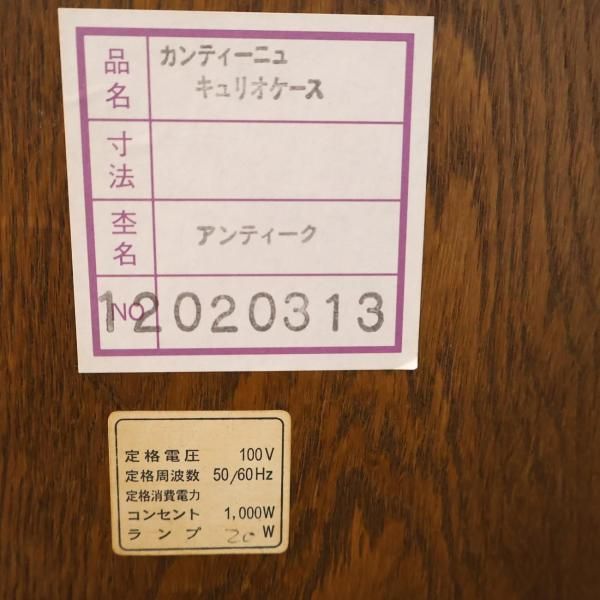 品名 カンティーニュ
キュリオケース
寸法
杢名 アンティーク
NO 12020313
定格電圧 100V
定格周波数 50/60Hz
定格消費電力
コンセント 1,000W
ランプ 20 W